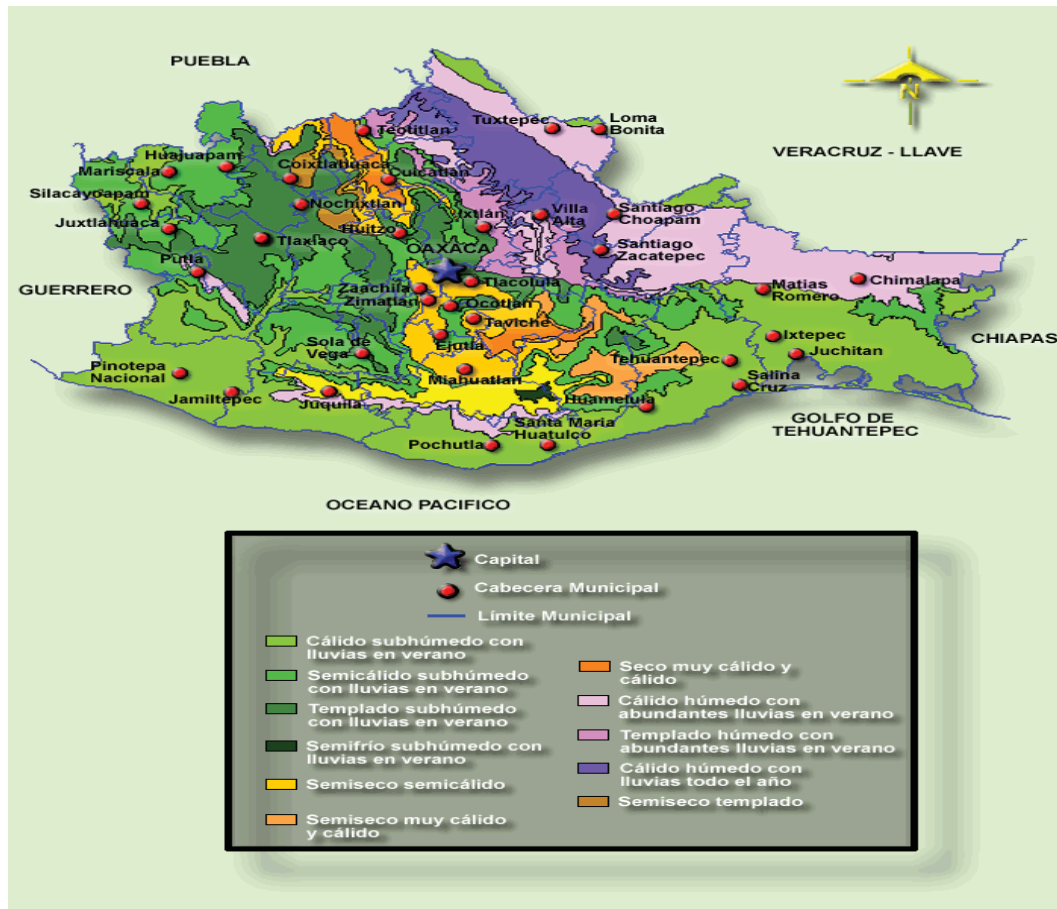 PUEBLA
N
Tuxtepec
Loma
Bonita
Teotitlan
VERACRUZ - LLAVE
Huajuapam
Mariscala
Coixtlahuaca
Cuicatlan
Silacayoapam
Nochixtlan
Villa
Alta
Santiago
Choapam
Juxtlahuaca
Ixtlán
Huitzo
Tlaxiaco
OAXACA
Santiago
Zacatepec
Putla
GUERRERO
Zaachila
Tlacolula
Matias
Romero
Chimalapa
Zimatlán
Ocotlán
Taviche
CHIAPAS
Ixtepec
Sola de
Vega
Ejutla
Tehuantepec
Juchitan
Pinotepa
Nacional
Miahuatlan
Salina
Cruz
Jamiltepec
Juquila
Huamelula
GOLFO DE
TEHUANTEPEC
Santa Maria
Huatulco
Pochutla
OCEANO PACIFICO
Capital
Cabecera Municipal
Límite Municipal
Cálido subhúmedo con
lluvias en verano
Semicálido subhúmedo
con lluvias en verano
Templado subhúmedo
con lluvias en verano
Semifrío subhúmedo con
lluvias en verano
Semiseco semicálido
Semiseco muy cálido
y cálido
Seco muy cálido y
cálido
Cálido húmedo con
abundantes lluvias en verano
Templado húmedo con
abundantes lluvias en verano
Cálido húmedo con
lluvias todo el año
Semiseco templado